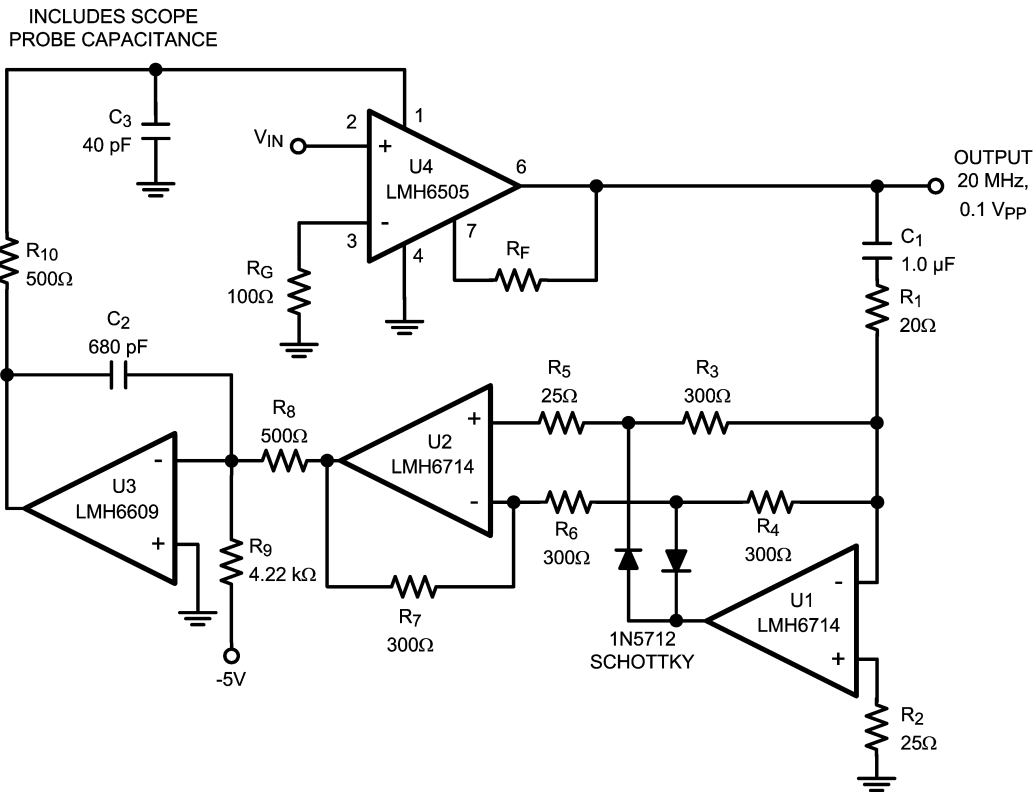 INCLUDES SCOPE
PROBE CAPACITANCE
C3
40 pF
1
2
VIN
+
U4
LMH6505
6
OUTPUT
20 MHz,
0.1 VPP
-
3
7
4
RF
RG
100Ω
R10
500Ω
C1
1.0 µF
R1
20Ω
C2
680 pF
R5
25Ω
R3
300Ω
R8
500Ω
+
U2
LMH6714
-
-
U3
LMH6609
+
R6
300Ω
R4
300Ω
R9
4.22 kΩ
R7
300Ω
-5V
1N5712
SCHOTTKY
-
U1
LMH6714
+
R2
25Ω